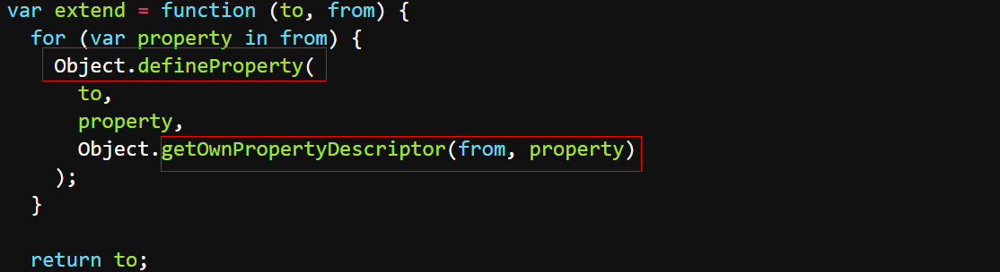 var extend = function (to, from) {
  for (var property in from) {
    Object.defineProperty(
      to,
      property,
      Object.getOwnPropertyDescriptor(from, property)
    );
  }
  return to;